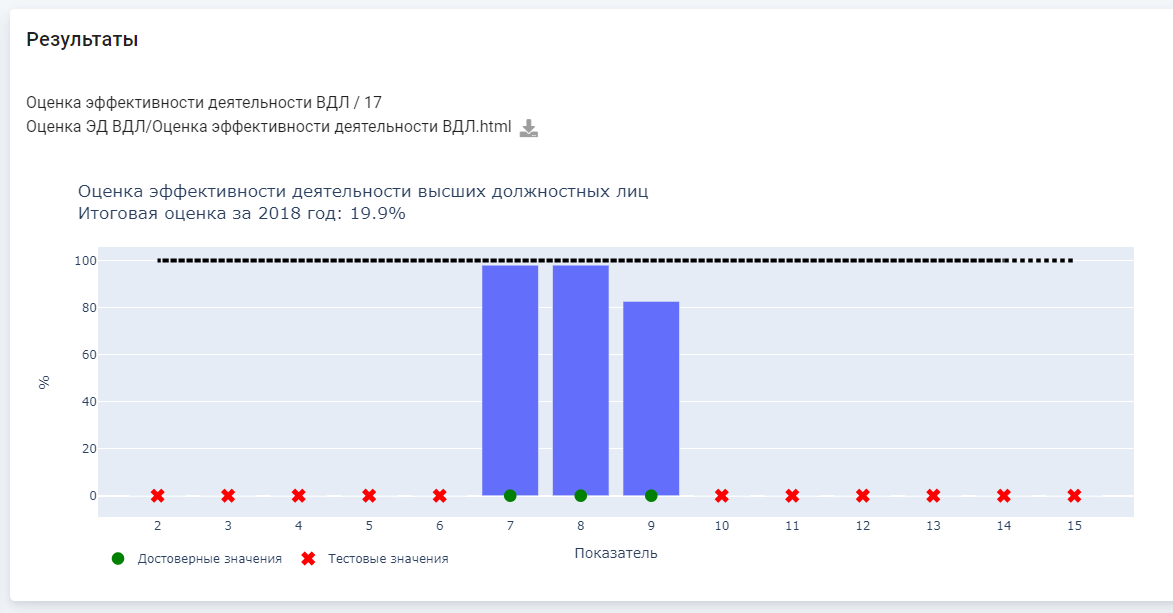 Результаты
Оценка эффективности деятельности ВДЛ / 17
Оценка ЭД ВДЛ/Оценка эффективности деятельности ВДЛ.html
Оценка эффективности деятельности высших должностных лиц
Итоговая оценка за 2018 год: 19.9%
100
80
60
40
20
0
%
2 3 4 5 6 7 8 9 10 11 12 13 14 15
Показатель
Достоверные значения Тестовые значения